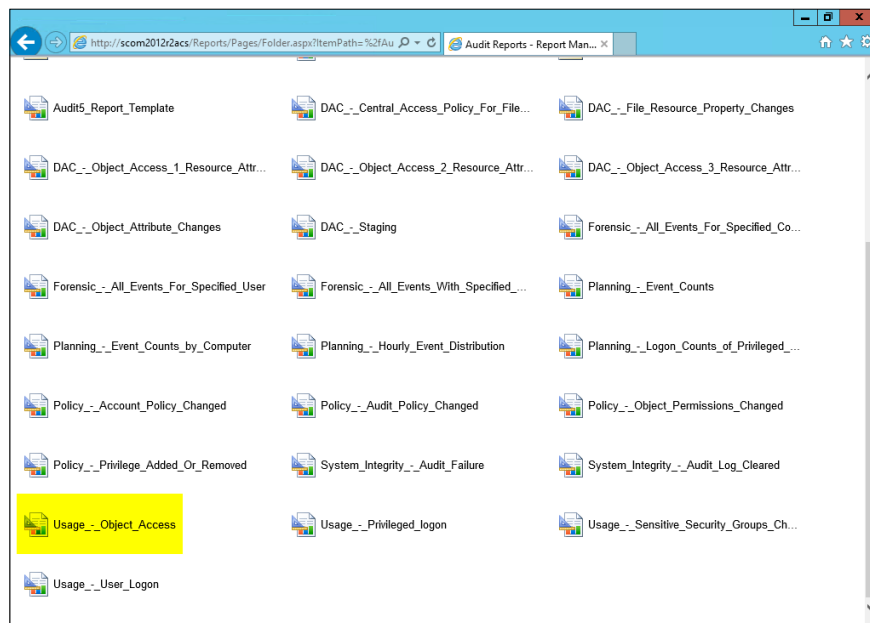 http://scom2012r2acs/Reports/Pages/Folder.aspx?ItemPath=%2fAu
Audit Reports - Report Man...
Audit5_Report_Template
DAC_-_Central_Access_Policy_For_File...
DAC_-_File_Resource_Property_Changes
DAC_-_Object_Access_1_Resource_Attr...
DAC_-_Object_Access_2_Resource_Attr...
DAC_-_Object_Access_3_Resource_Attr...
DAC_-_Object_Attribute_Changes
DAC_-_Staging
Forensic_-_All_Events_For_Specified_Co...
Forensic_-_All_Events_For_Specified_User
Forensic_-_All_Events_With_Specified_...
Planning_-_Event_Counts
Planning_-_Event_Counts_by_Computer
Planning_-_Hourly_Event_Distribution
Planning_-_Logon_Counts_of_Privileged_...
Policy_-_Account_Policy_Changed
Policy_-_Audit_Policy_Changed
Policy_-_Object_Permissions_Changed
Policy_-_Privilege_Added_Or_Removed
System_Integrity_-_Audit_Failure
System_Integrity_-_Audit_Log_Cleared
Usage_-_Object_Access
Usage_-_Privileged_logon
Usage_-_Sensitive_Security_Groups_Ch...
Usage_-_User_Logon